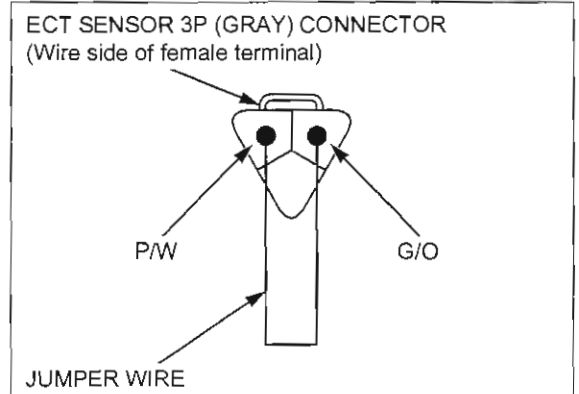 ECT SENSOR 3P (GRAY) CONNECTOR
(Wire side of female terminal)
P/W
G/O
JUMPER WIRE